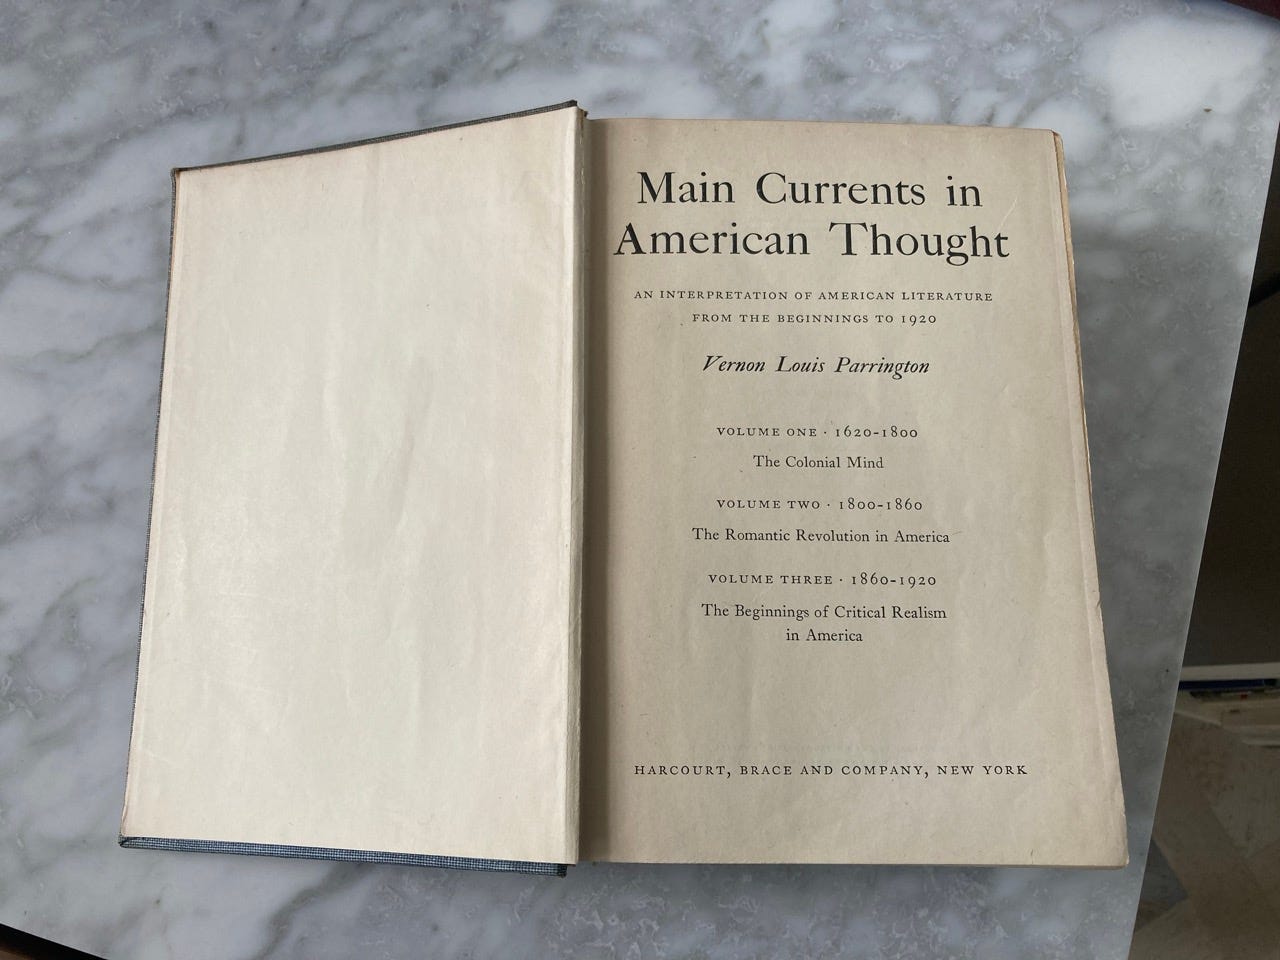 Main Currents in
American Thought
AN INTERPRETATION OF AMERICAN LITERATURE
FROM THE BEGINNINGS TO 1920
Vernon Louis Parrington
VOLUME ONE · 1620-1800
The Colonial Mind
VOLUME TWO · 1800-1860
The Romantic Revolution in America
VOLUME THREE · 1860-1920
The Beginnings of Critical Realism
in America
HARCOURT, BRACE AND COMPANY, NEW YORK